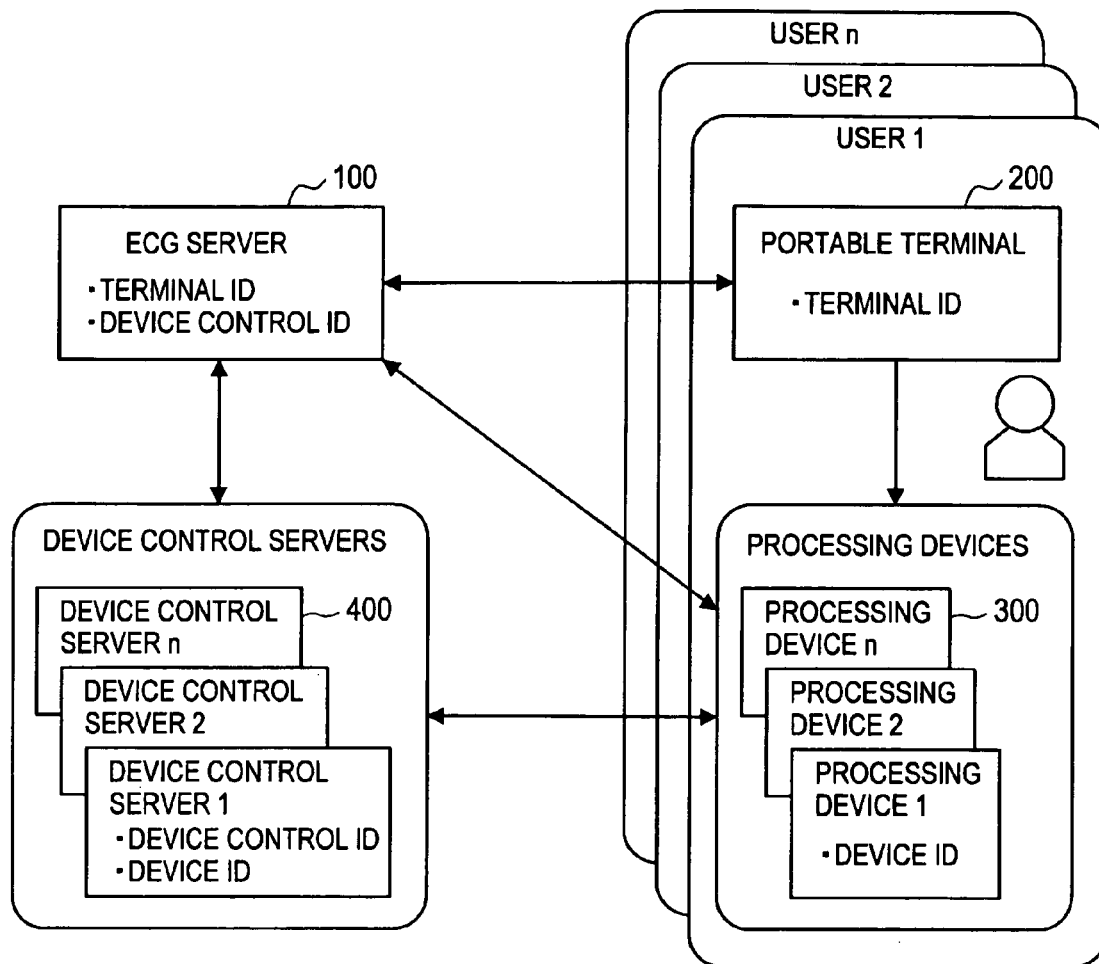 USER n
USER 2
USER 1
100
ECG SERVER
・TERMINAL ID
・DEVICE CONTROL ID
200
PORTABLE TERMINAL
・TERMINAL ID
DEVICE CONTROL SERVERS
400
DEVICE CONTROL
SERVER n
DEVICE CONTROL
SERVER 2
DEVICE CONTROL
SERVER 1
・DEVICE CONTROL ID
・DEVICE ID
PROCESSING DEVICES
300
PROCESSING
DEVICE n
PROCESSING
DEVICE 2
PROCESSING
DEVICE 1
・DEVICE ID